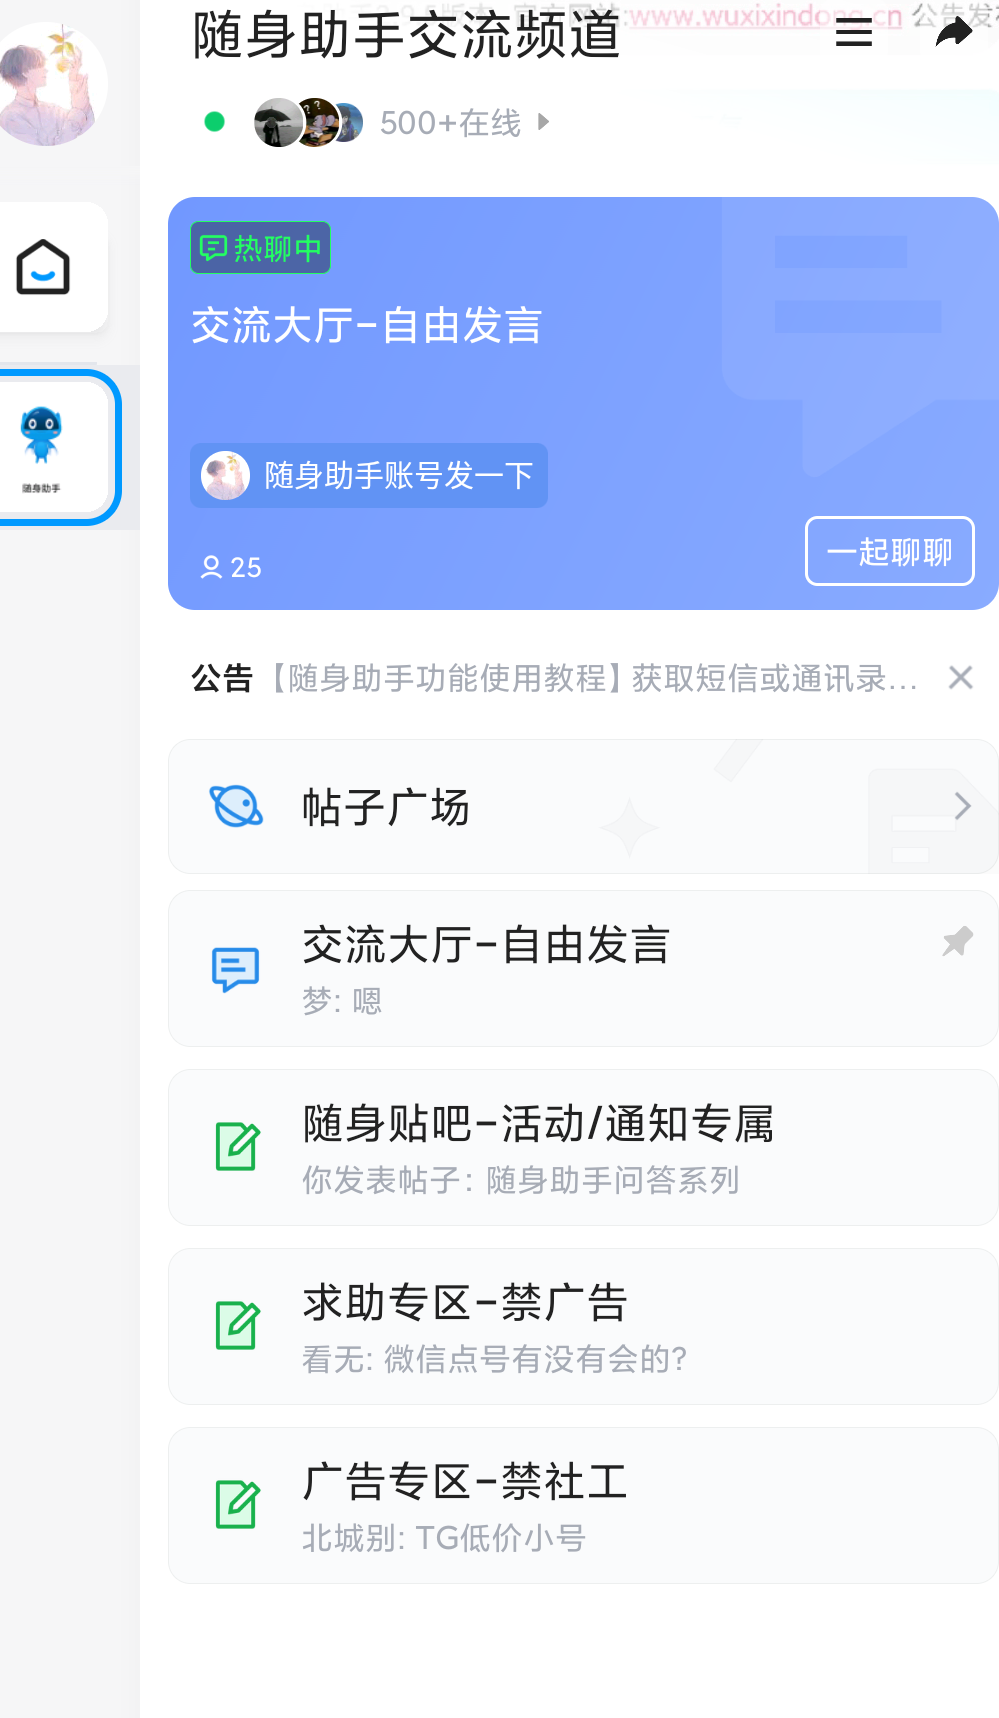 官方网站:www.wuxixindong.cn 公告发
随身助手交流频道
500+在线
热聊中
交流大厅-自由发言
随身助手
随身助手账号发一下
25
一起聊聊
公告【随身助手功能使用教程】获取短信或通讯录...
帖子广场
交流大厅-自由发言
梦: 嗯
随身贴吧-活动/通知专属
你发表帖子: 随身助手问答系列
求助专区-禁广告
看无: 微信点号有没有会的?
广告专区-禁社工
北城别: TG低价小号